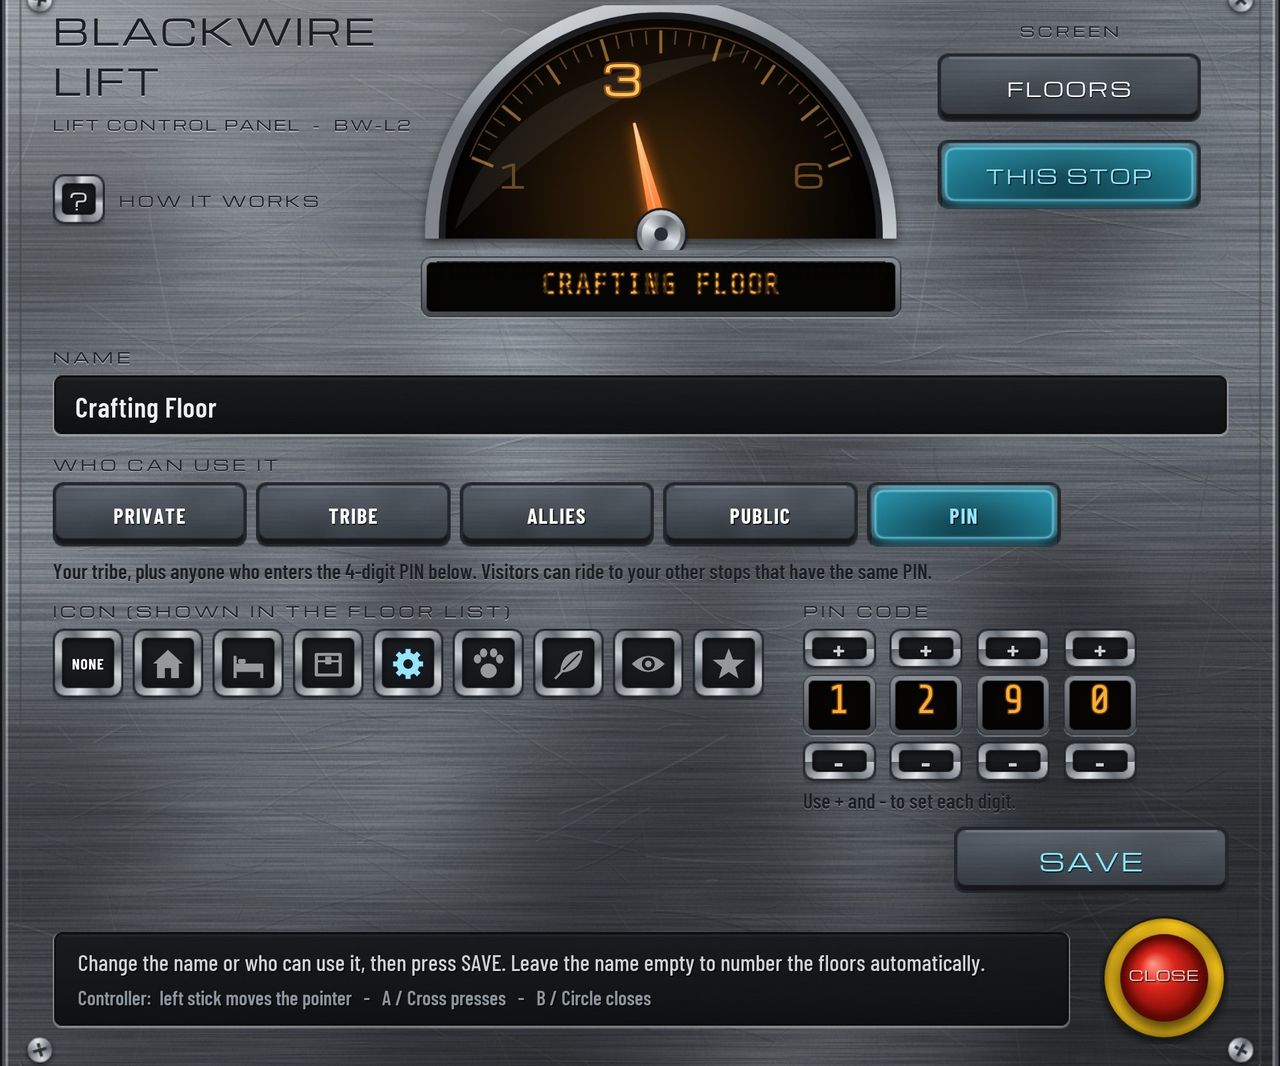 BLACKWIRE
LIFT
LIFT CONTROL PANEL - BW-L2
? HOW IT WORKS
1 3 6
CRAFTING FLOOR
SCREEN
FLOORS
THIS STOP
NAME
Crafting Floor
WHO CAN USE IT
PRIVATE TRIBE ALLIES PUBLIC PIN
Your tribe, plus anyone who enters the 4-digit PIN below. Visitors can ride to your other stops that have the same PIN.
ICON (SHOWN IN THE FLOOR LIST)
NONE
PIN CODE
+ + + +
1 2 9 0
- - - -
Use + and - to set each digit.
SAVE
Change the name or who can use it, then press SAVE. Leave the name empty to number the floors automatically.
Controller: left stick moves the pointer - A / Cross presses - B / Circle closes
CLOSE